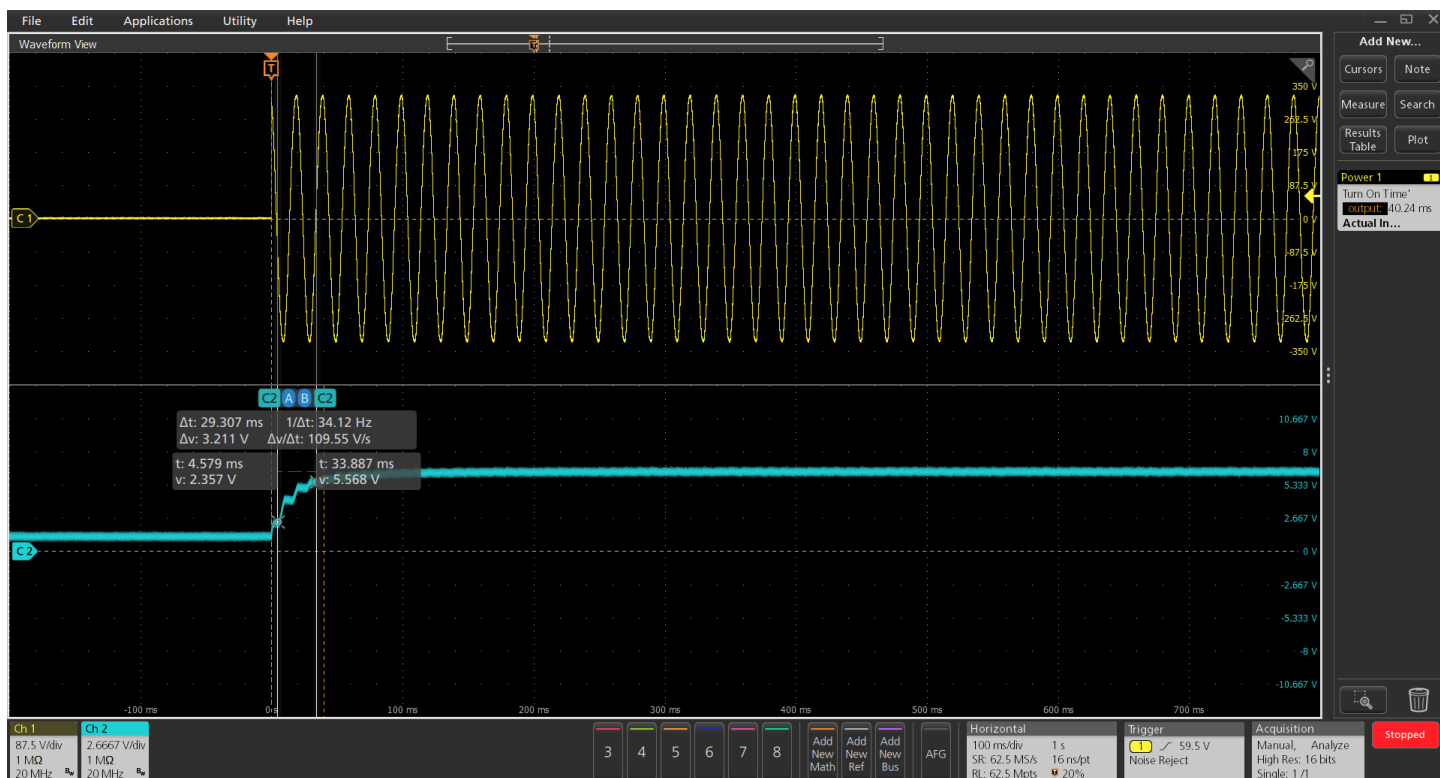 File Edit Applications Utility Help
Waveform View
Add New...
Cursors Note
Measure Search
Results Table Plot
Power 1 1
Turn On Time'
output: 40.24 ms
Actual In...
T
T
350 V
262.5 V
175 V
87.5 V
0 V
-87.5 V
-175 V
-262.5 V
-350 V
C 1
C2 A B C2
Δt: 29.307 ms 1/Δt: 34.12 Hz
Δv: 3.211 V Δv/Δt: 109.55 V/s
t: 4.579 ms
v: 2.357 V
t: 33.887 ms
v: 5.568 V
10.667 V
8 V
5.333 V
2.667 V
0 V
-2.667 V
-5.333 V
-8 V
-10.667 V
C 2
-100 ms 0 s 100 ms 200 ms 300 ms 400 ms 500 ms 600 ms 700 ms
Ch 1
87.5 V/div
1 MΩ
20 MHz Bw
Ch 2
2.6667 V/div
1 MΩ
20 MHz Bw
3 4 5 6 7 8
Add New Math
Add New Ref
Add New Bus
AFG
Horizontal
100 ms/div 1 s
SR: 62.5 MS/s 16 ns/pt
RL: 62.5 Mpts T 20%
Trigger
1 59.5 V
Noise Reject
Acquisition
Manual, Analyze
High Res: 16 bits
Single: 1/1
Stopped